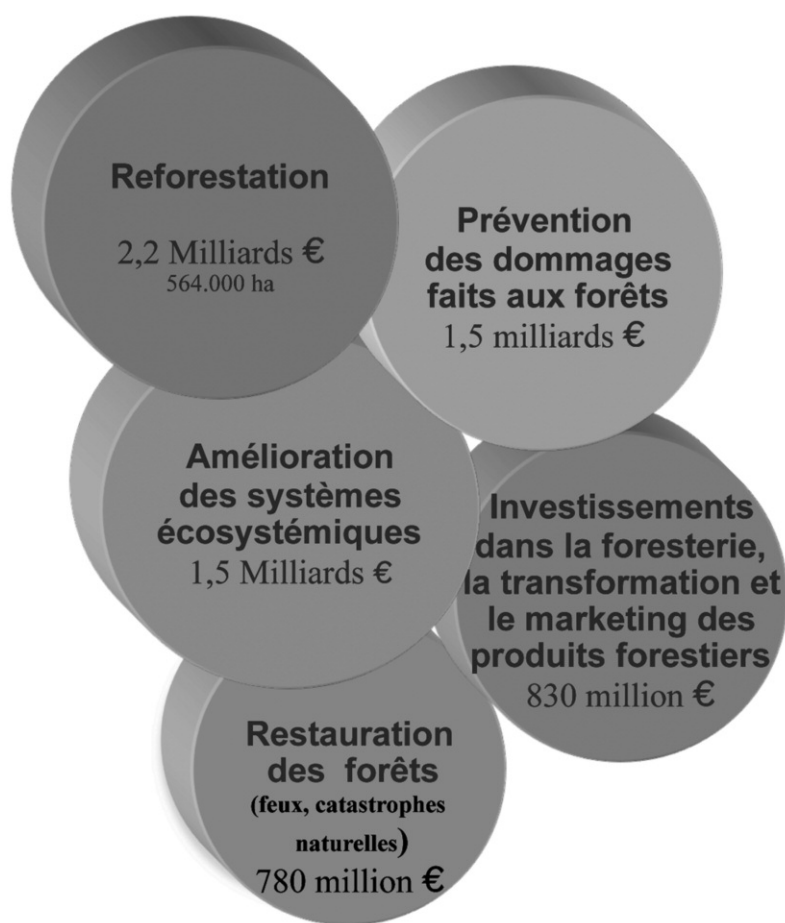 Reforestation
2,2 Milliards €
564.000 ha
Prévention
des dommages
faits aux forêts
1,5 milliards €
Amélioration
des systèmes
écosystémiques
1,5 Milliards €
Investissements
dans la foresterie,
la transformation et
le marketing des
produits forestiers
830 million €
Restauration
des forêts
(feux, catastrophes
naturelles)
780 million €